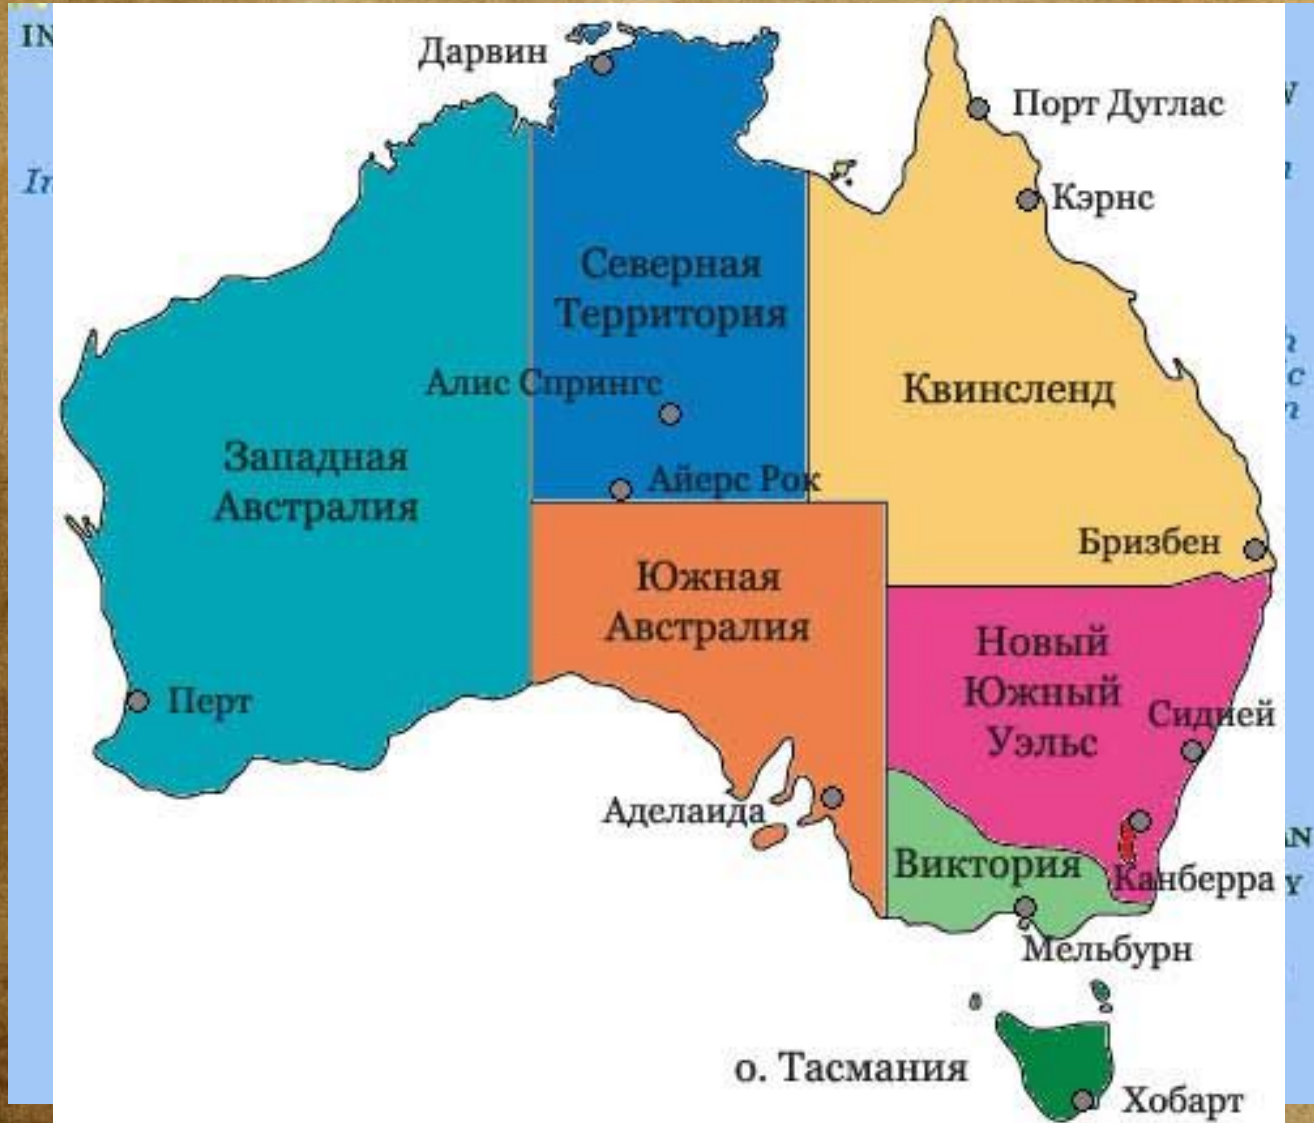 Дарвин
Порт Дуглас
Кэрнс
Северная
Территория
Алис Спрингс
Квинсленд
Западная
Австралия
Айерс Рок
Бризбен
Южная
Австралия
Новый
Южный
Уэльс
Сидней
Перт
Аделаида
Виктория
Канберра
Мельбурн
о. Тасмания
Хобарт